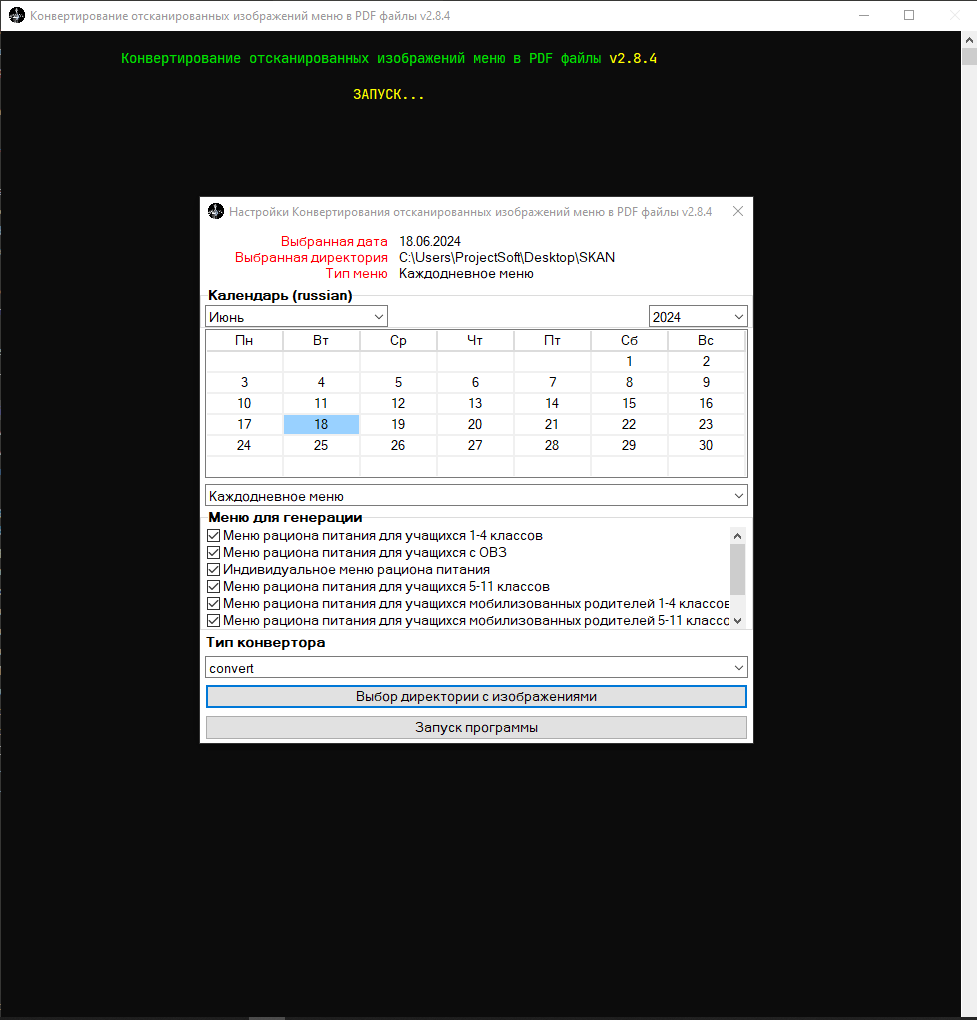 Конвертирование отсканированных изображений меню в PDF файлы v2.8.4
Конвертирование отсканированных изображений меню в PDF файлы v2.8.4
ЗАПУСК...
Настройки Конвертирования отсканированных изображений меню в PDF файлы v2.8.4
Выбранная дата 18.06.2024
Выбранная директория C:\Users\ProjectSoft\Desktop\SKAN
Тип меню Каждодневное меню
Календарь (russian)
Июнь 2024
Пн Вт Ср Чт Пт Сб Вс
1 2
3 4 5 6 7 8 9
10 11 12 13 14 15 16
17 18 19 20 21 22 23
24 25 26 27 28 29 30
Каждодневное меню
Меню для генерации
Меню рациона питания для учащихся 1-4 классов
Меню рациона питания для учащихся с ОВЗ
Индивидуальное меню рациона питания
Меню рациона питания для учащихся 5-11 классов
Меню рациона питания для учащихся мобилизованных родителей 1-4 классов
Меню рациона питания для учащихся мобилизованных родителей 5-11 классо
Тип конвертора
convert
Выбор директории с изображениями
Запуск программы